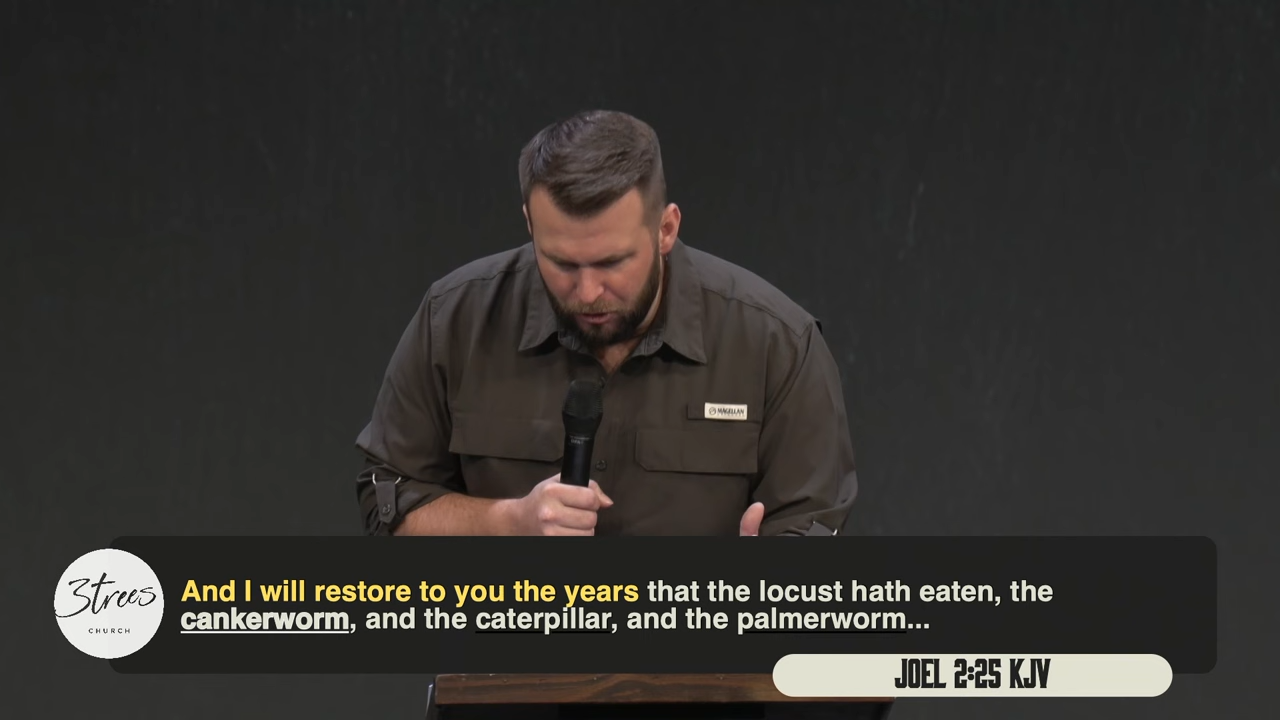 MAGELLAN
3trees
CHURCH
And I will restore to you the years that the locust hath eaten, the
cankerworm, and the caterpillar, and the palmerworm...
JOEL 2:25 KJV